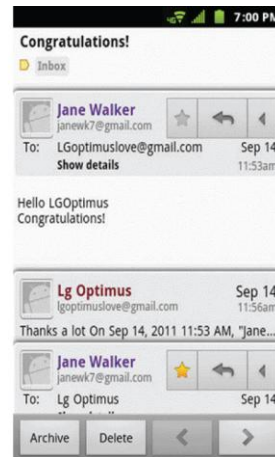 7:00 PM
Congratulations!
Inbox
Jane Walker
janewk7@gmail.com
To: LGoptimuslove@gmail.com Sep 14
Show details 11:53am
Hello LGOptimus
Congratulations!
Lg Optimus Sep 14
lgoptimuslove@gmail.com 11:56am
Thanks a lot On Sep 14, 2011 11:53 AM, "Jane...
Jane Walker
janewk7@gmail.com
To: Lg Optimus Sep 14
Archive Delete